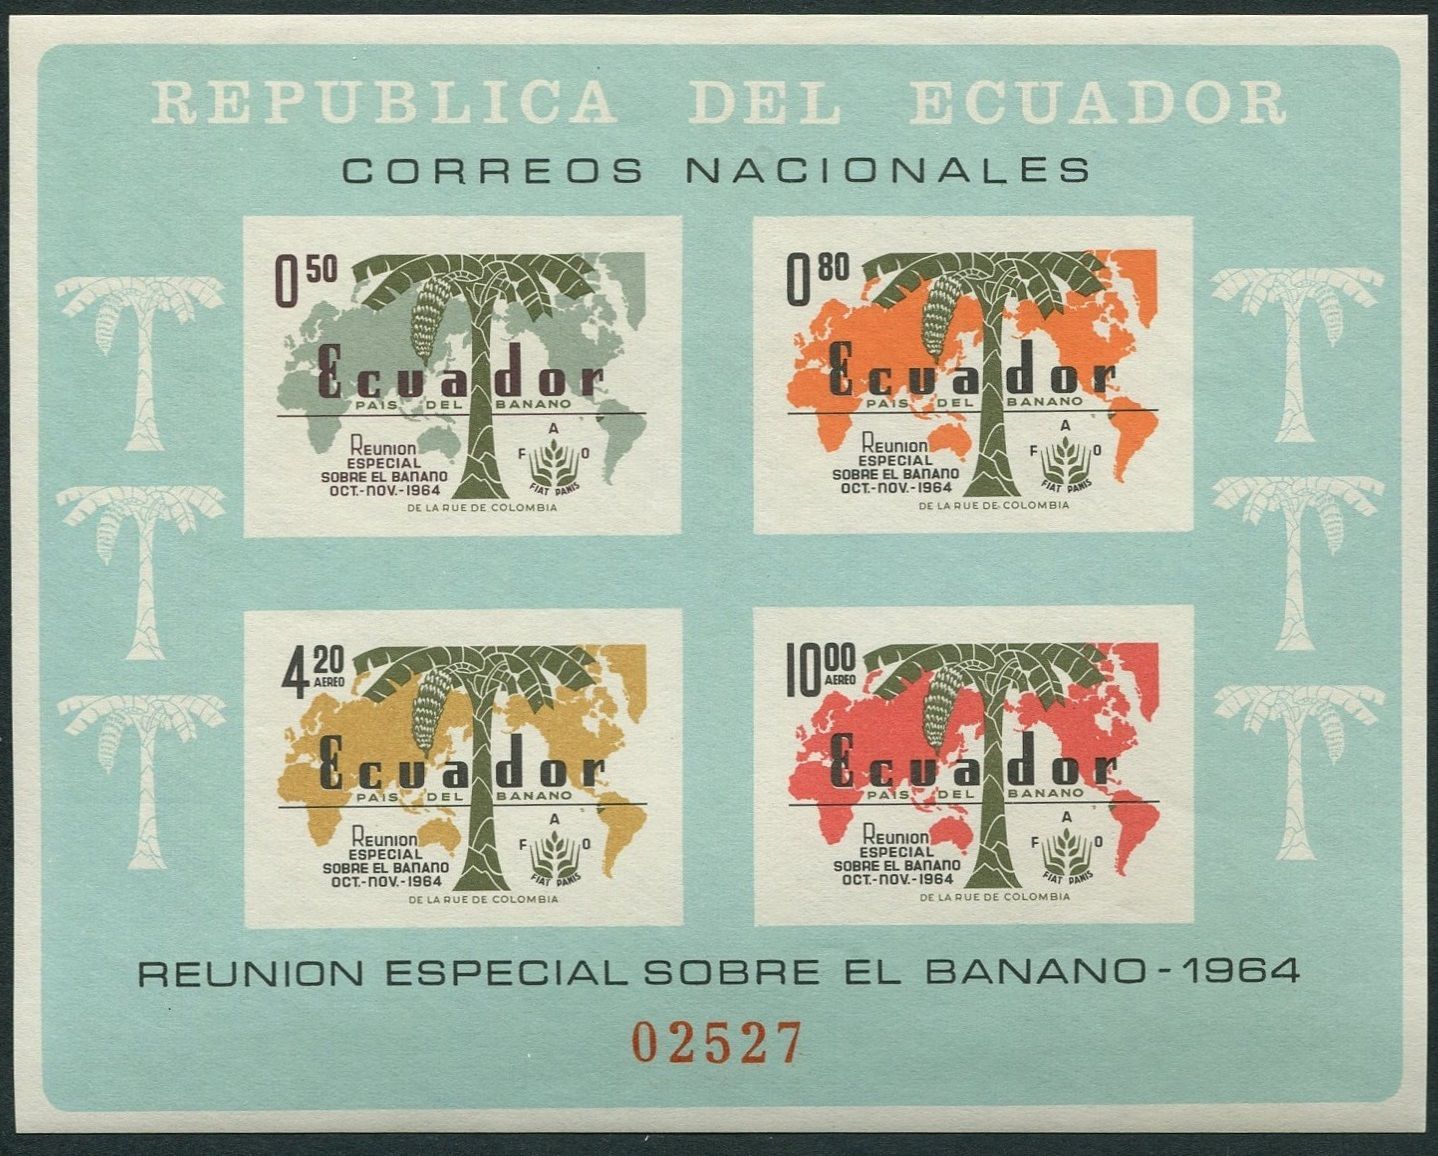 REPUBLICA DEL ECUADOR
CORREOS NACIONALES
0.50
Ecuador
PAIS DEL BANANO
REUNION
ESPECIAL
SOBRE EL BANANO
OCT.-NOV.-1964
F A O
FIAT PANIS
DE LA RUE DE COLOMBIA
0.80
Ecuador
PAIS DEL BANANO
REUNION
ESPECIAL
SOBRE EL BANANO
OCT.-NOV.-1964
F A O
FIAT PANIS
DE LA RUE DE COLOMBIA
4.20
AEREO
Ecuador
PAIS DEL BANANO
REUNION
ESPECIAL
SOBRE EL BANANO
OCT.-NOV.-1964
F A O
FIAT PANIS
DE LA RUE DE COLOMBIA
10.00
AEREO
Ecuador
PAIS DEL BANANO
REUNION
ESPECIAL
SOBRE EL BANANO
OCT.-NOV.-1964
F A O
FIAT PANIS
DE LA RUE DE COLOMBIA
REUNION ESPECIAL SOBRE EL BANANO - 1964
02527